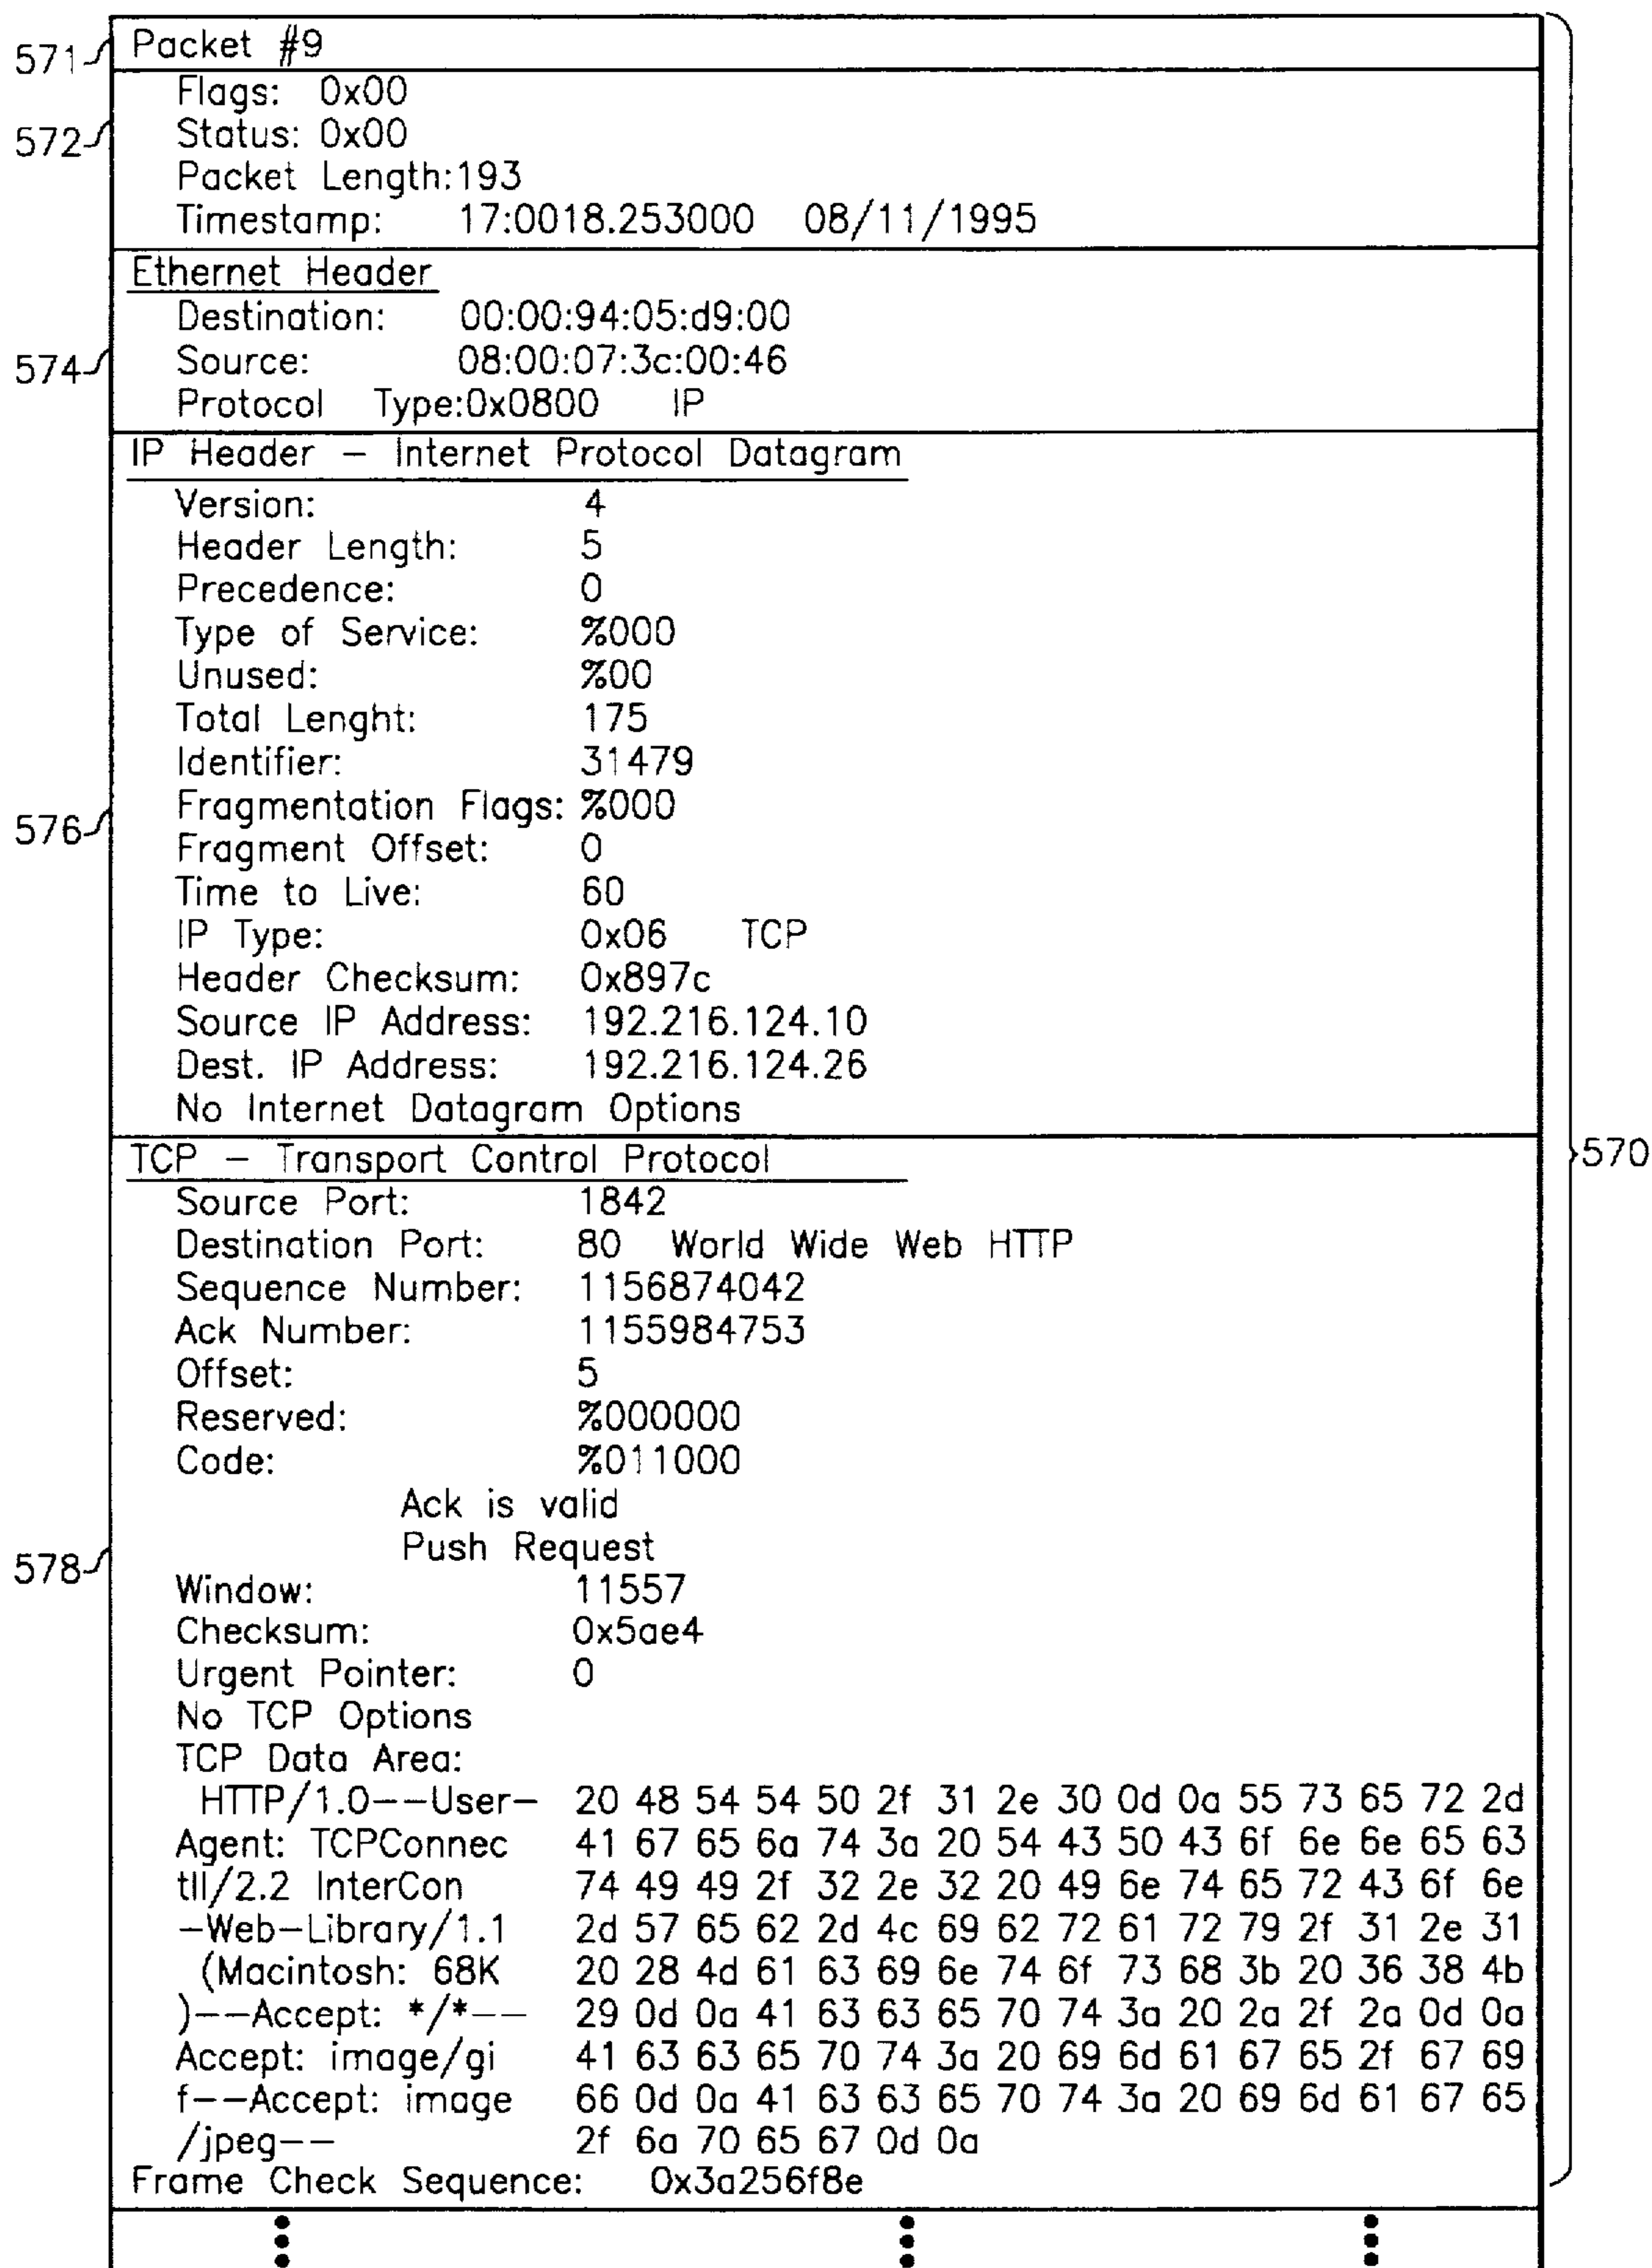 571
Packet #9
Flags: 0x00
572
Status: 0x00
Packet Length:193
Timestamp: 17:0018.253000 08/11/1995
Ethernet Header
Destination: 00:00:94:05:d9:00
574
Source: 08:00:07:3c:00:46
Protocol Type:0x0800 IP
IP Header – Internet Protocol Datagram
Version: 4
Header Length: 5
Precedence: 0
Type of Service: %000
Unused: %00
Total Lenght: 175
Identifier: 31479
Fragmentation Flags: %000
576
Fragment Offset: 0
Time to Live: 60
IP Type: 0x06 TCP
Header Checksum: 0x897c
Source IP Address: 192.216.124.10
Dest. IP Address: 192.216.124.26
No Internet Datagram Options
TCP – Transport Control Protocol
570
Source Port: 1842
Destination Port: 80 World Wide Web HTTP
Sequence Number: 1156874042
Ack Number: 1155984753
Offset: 5
Reserved: %000000
Code: %011000
Ack is valid
Push Request
578
Window: 11557
Checksum: 0x5ae4
Urgent Pointer: 0
No TCP Options
TCP Data Area:
HTTP/1.0--User- 20 48 54 54 50 2f 31 2e 30 0d 0a 55 73 65 72 2d
Agent: TCPConnec 41 67 65 6a 74 3a 20 54 43 50 43 6f 6e 6e 65 63
tII/2.2 InterCon 74 49 49 2f 32 2e 32 20 49 6e 74 65 72 43 6f 6e
-Web-Library/1.1 2d 57 65 62 2d 4c 69 62 72 61 72 79 2f 31 2e 31
(Macintosh: 68K 20 28 4d 61 63 69 6e 74 6f 73 68 3b 20 36 38 4b
)--Accept: */*-- 29 0d 0a 41 63 63 65 70 74 3a 20 2a 2f 2a 0d 0a
Accept: image/gi 41 63 63 65 70 74 3a 20 69 6d 61 67 65 2f 67 69
f--Accept: image 66 0d 0a 41 63 63 65 70 74 3a 20 69 6d 61 67 65
/jpeg-- 2f 6a 70 65 67 0d 0a
Frame Check Sequence: 0x3a256f8e